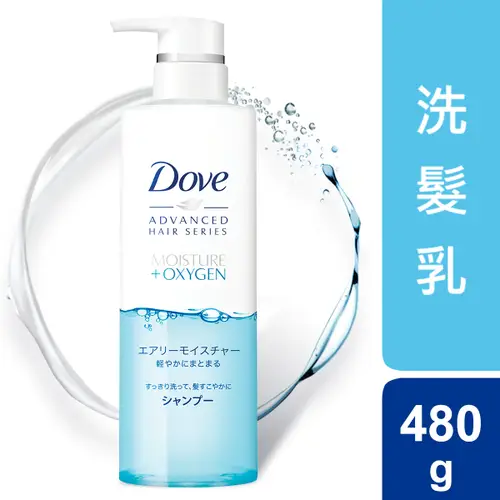 Dove
ADVANCED
HAIR SERIES
MOISTURE
+OXYGEN
エアリーモイスチャー
軽やかにまとまる
すっきり洗って、髪すこやかに
シャンプー
洗髮乳
480
g